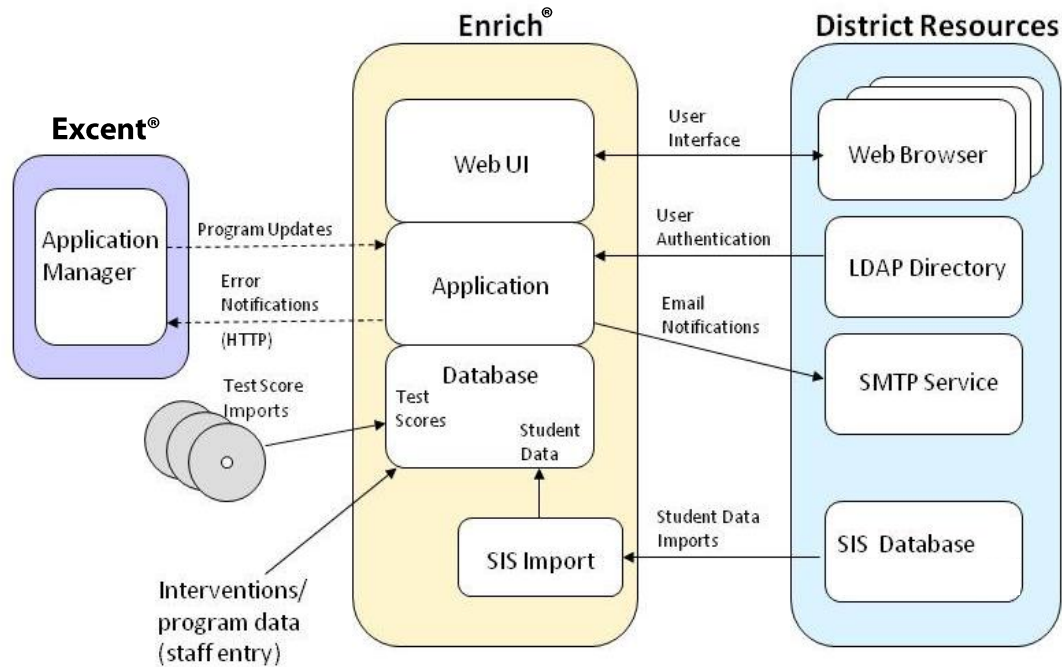 Enrich®
District Resources
Excent®
Application
Manager
Program Updates
Error
Notifications
(HTTP)
Test Score
Imports
Interventions/
program data
(staff entry)
Web UI
Application
Database
Test
Scores
Student
Data
SIS Import
User
Interface
User
Authentication
Email
Notifications
Student Data
Imports
Web Browser
LDAP Directory
SMTP Service
SIS Database